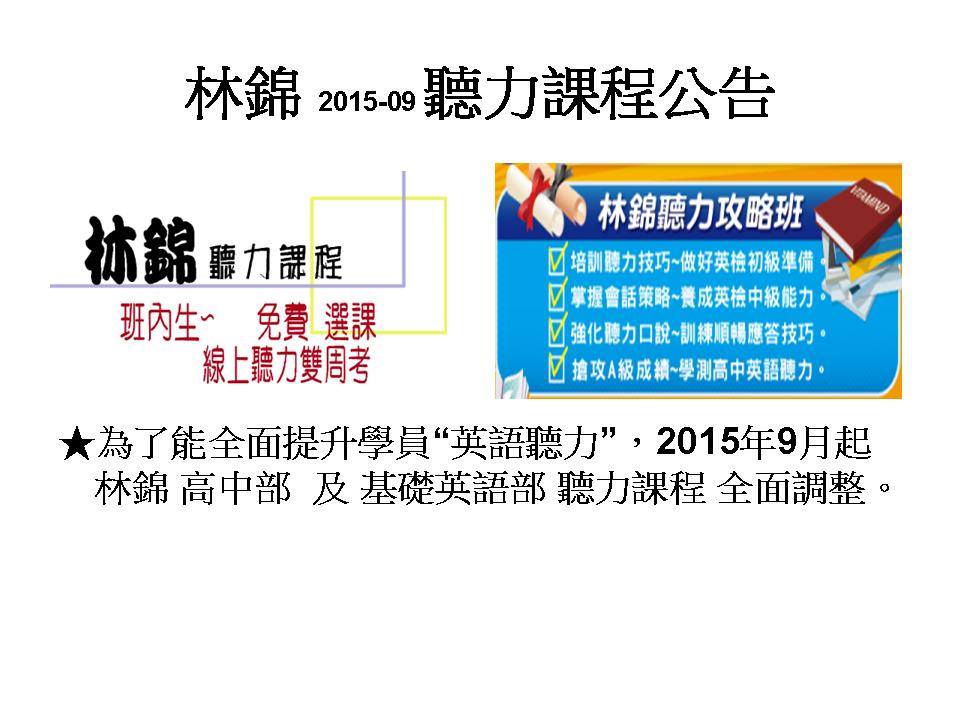 林錦 2015-09 聽力課程公告
林錦 聽力課程
班內生~ 免費 選課
線上聽力雙周考
林錦聽力攻略班
VITAMIND
培訓聽力技巧~做好英檢初級準備。
掌握會話策略~養成英檢中級能力。
強化聽力口說~訓練順暢應答技巧。
搶攻A級成績~學測高中英語聽力。
★為了能全面提升學員“英語聽力”，2015年9月起
林錦 高中部 及 基礎英語部 聽力課程 全面調整。